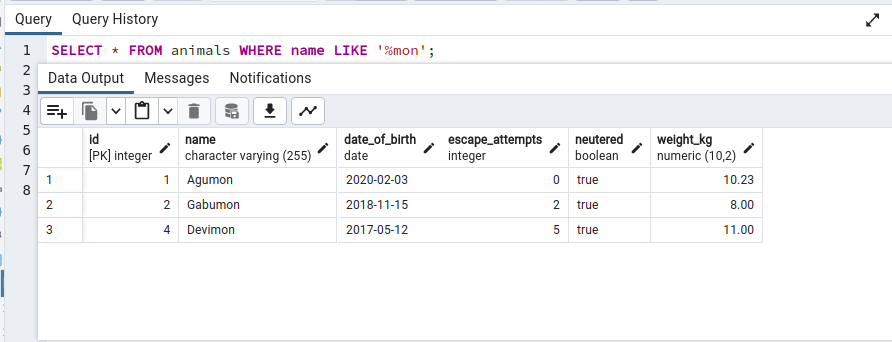 Query Query History
1 SELECT * FROM animals WHERE name LIKE '%mon';
2 Data Output Messages Notifications
3
4
5
6
7
8
id name date_of_birth escape_attempts neutered weight_kg
[PK] integer character varying (255) date integer boolean numeric (10,2)
1 1 Agumon 2020-02-03 0 true 10.23
2 2 Gabumon 2018-11-15 2 true 8.00
3 4 Devimon 2017-05-12 5 true 11.00